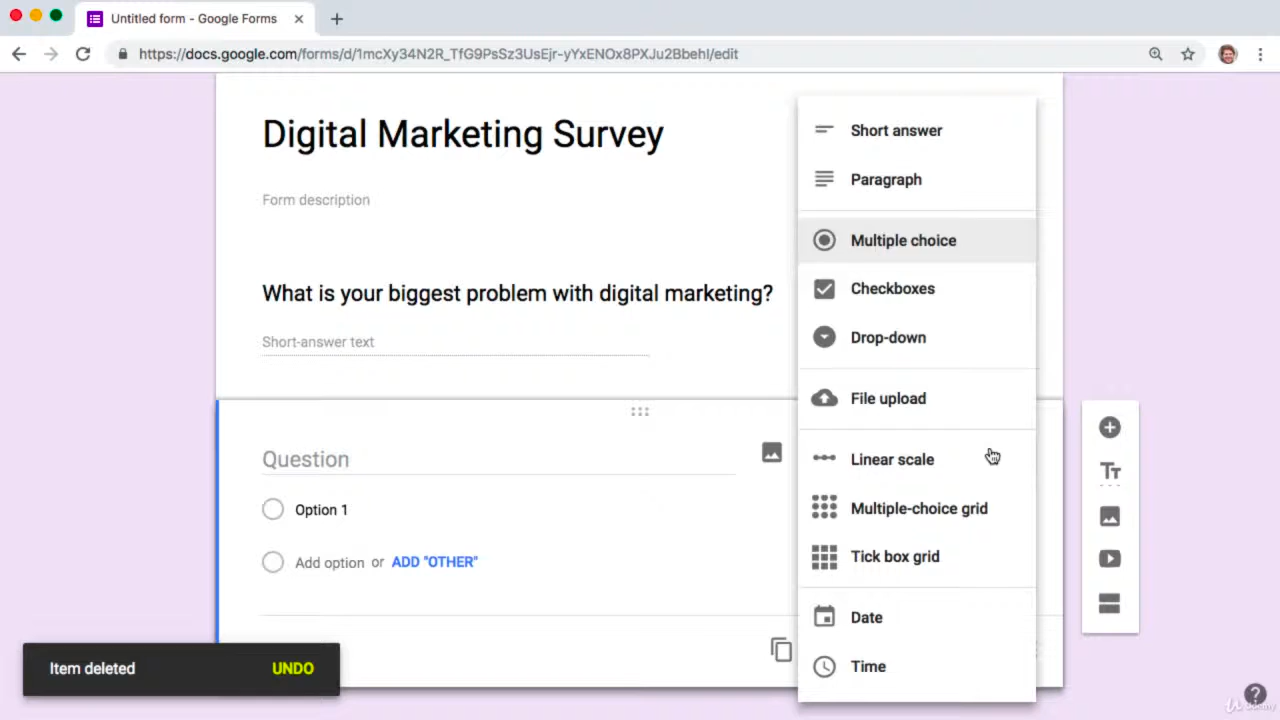 Untitled form - Google Forms
https://docs.google.com/forms/d/1mcXy34N2R_TfG9PsSz3UsEjr-yYxENOx8PXJu2BbehI/edit
Digital Marketing Survey
Form description
What is your biggest problem with digital marketing?
Short-answer text
Question
Option 1
Add option or ADD "OTHER"
Short answer
Paragraph
Multiple choice
Checkboxes
Drop-down
File upload
Linear scale
Multiple-choice grid
Tick box grid
Date
Time
Tт
Item deleted UNDO
Udemy